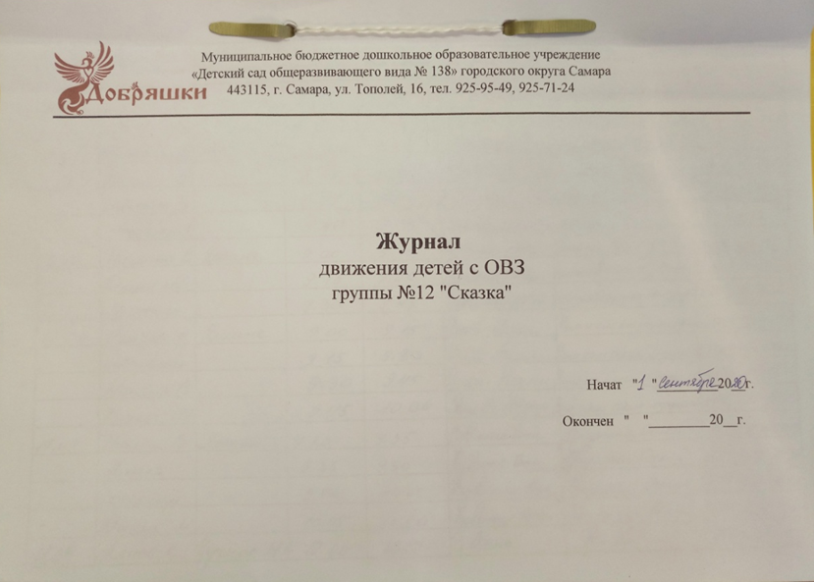 Муниципальное бюджетное дошкольное образовательное учреждение
«Детский сад общеразвивающего вида № 138» городского округа Самара
443115, г. Самара, ул. Тополей, 16, тел. 925-95-49, 925-71-24
Добряшки
Журнал
движения детей с ОВЗ
группы №12 "Сказка"
Начат "1" сентября 2020г.
Окончен " "_________20__г.